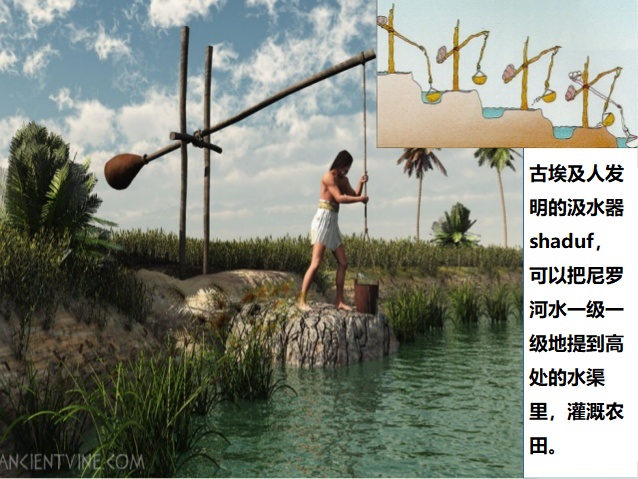 古埃及人发
明的汲水器
shaduf，
可以把尼罗
河水一级一
级地提到高
处的水渠
里，灌溉农
田。
ANCIENTVINE.COM